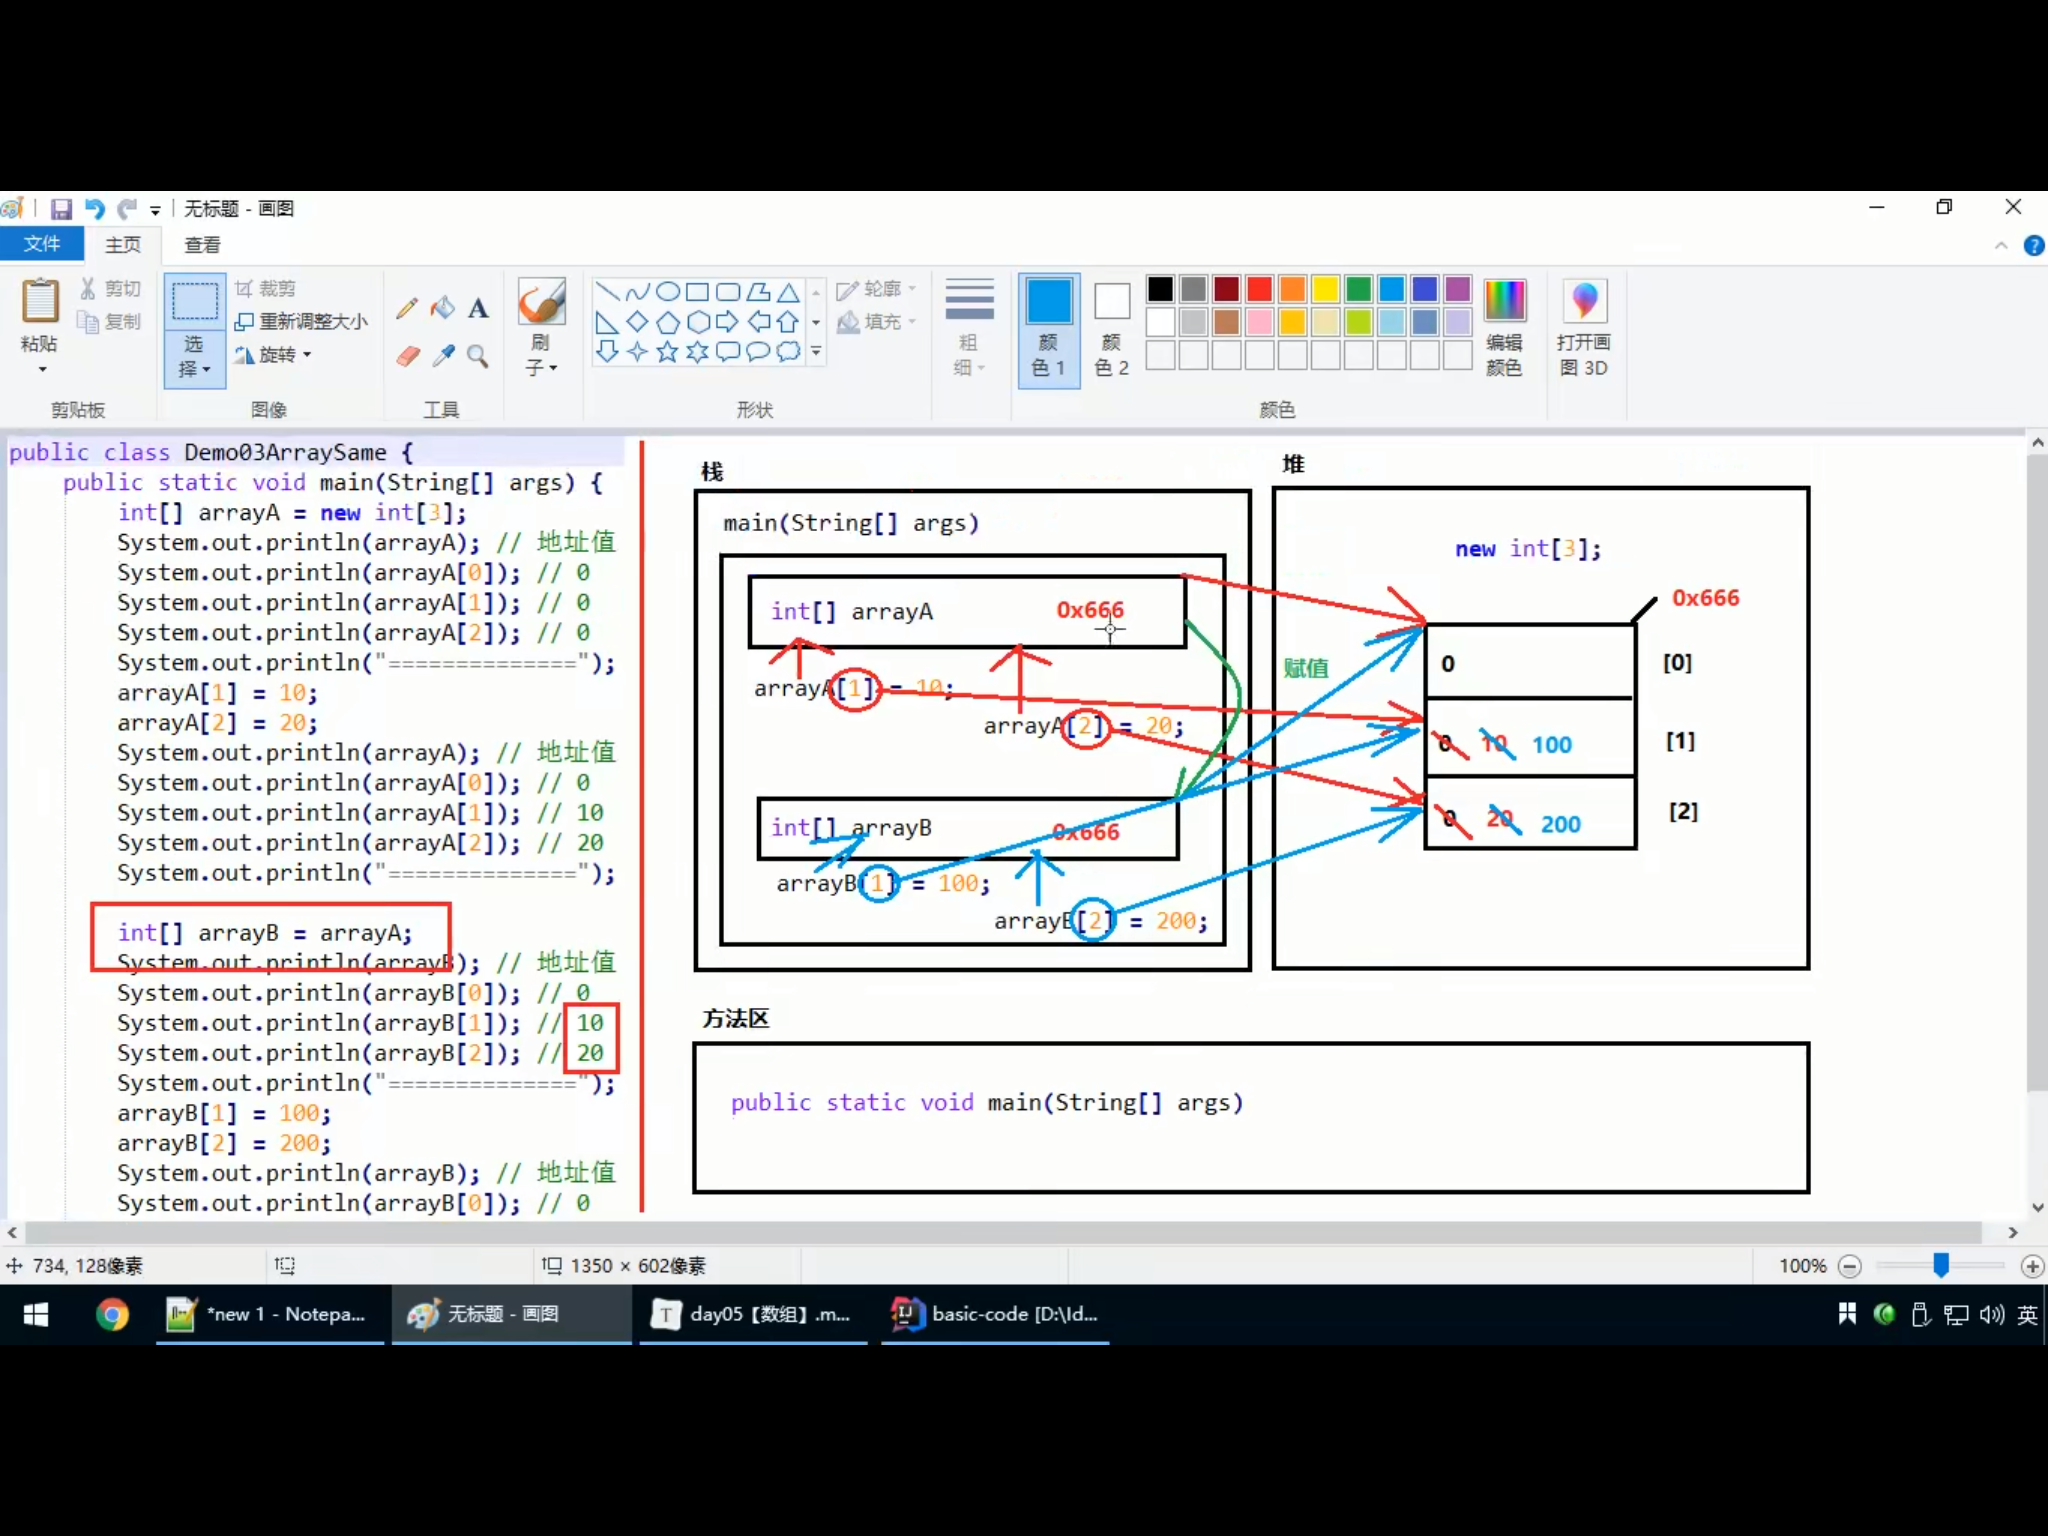 无标题 - 画图
文件 主页 查看
粘贴 剪切 复制
选择 裁剪 重新调整大小 旋转
刷子
轮廓
填充
粗细
颜色 1
颜色 2
编辑颜色
打开画图 3D
剪贴板 图像 工具 形状 颜色
public class Demo03ArraySame {
public static void main(String[] args) {
int[] arrayA = new int[3];
System.out.println(arrayA); // 地址值
System.out.println(arrayA[0]); // 0
System.out.println(arrayA[1]); // 0
System.out.println(arrayA[2]); // 0
System.out.println("==============");
arrayA[1] = 10;
arrayA[2] = 20;
System.out.println(arrayA); // 地址值
System.out.println(arrayA[0]); // 0
System.out.println(arrayA[1]); // 10
System.out.println(arrayA[2]); // 20
System.out.println("==============");
int[] arrayB = arrayA;
System.out.println(arrayB); // 地址值
System.out.println(arrayB[0]); // 0
System.out.println(arrayB[1]); // 10
System.out.println(arrayB[2]); // 20
System.out.println("==============");
arrayB[1] = 100;
arrayB[2] = 200;
System.out.println(arrayB); // 地址值
System.out.println(arrayB[0]); // 0
栈
main(String[] args)
int[] arrayA 0x666
arrayA[1] = 10;
arrayA[2] = 20;
int[] arrayB 0x666
arrayB[1] = 100;
arrayB[2] = 200;
赋值
堆
new int[3];
0x666
0 [0]
0 10 100 [1]
0 20 200 [2]
方法区
public static void main(String[] args)
734, 128像素 1350 × 602像素 100%
*new 1 - Notepa... 无标题 - 画图 T day05【数组】.m... IJ basic-code [D:\Id... 英